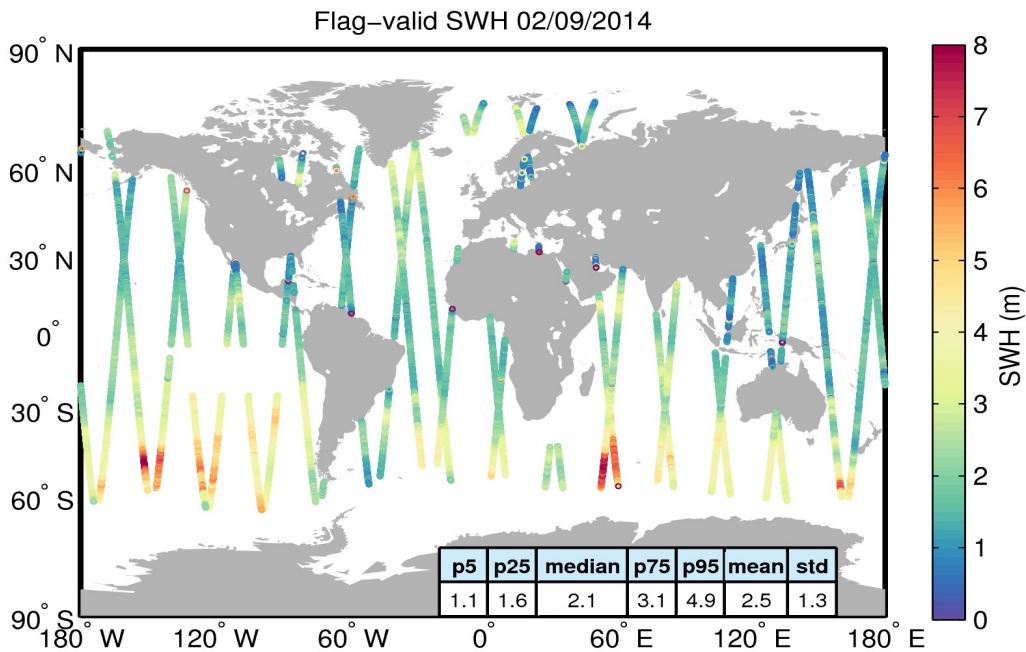 Flag−valid SWH 02/09/2014
90° N
60° N
30° N
0°
30° S
60° S
90° S
180° W
120° W
60° W
0°
60° E
120° E
180° E
p5 p25 median p75 p95 mean std
1.1 1.6 2.1 3.1 4.9 2.5 1.3
8
7
6
5
4
3
2
1
0
SWH (m)